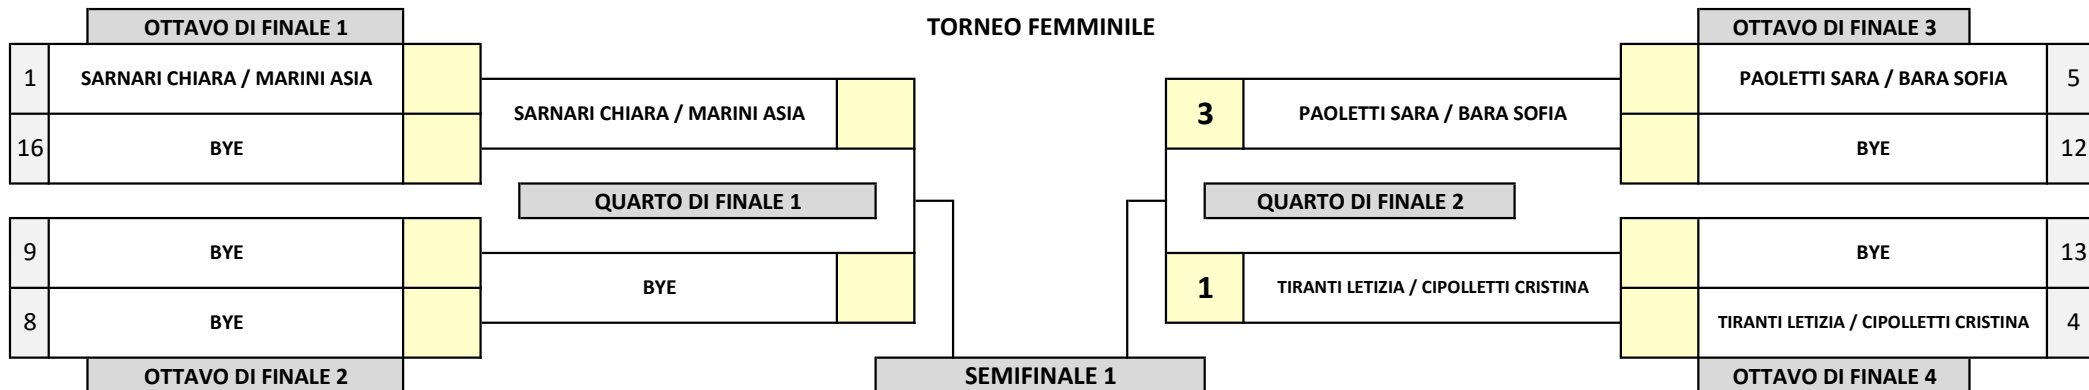 OTTAVO DI FINALE 1
TORNEO FEMMINILE
OTTAVO DI FINALE 3
1 SARNARI CHIARA / MARINI ASIA
SARNARI CHIARA / MARINI ASIA
16 BYE
QUARTO DI FINALE 1
9 BYE
BYE
8 BYE
OTTAVO DI FINALE 2
PAOLETTI SARA / BARA SOFIA 5
3 PAOLETTI SARA / BARA SOFIA
BYE 12
QUARTO DI FINALE 2
BYE 13
1 TIRANTI LETIZIA / CIPOLLETTI CRISTINA
TIRANTI LETIZIA / CIPOLLETTI CRISTINA 4
SEMIFINALE 1
OTTAVO DI FINALE 4